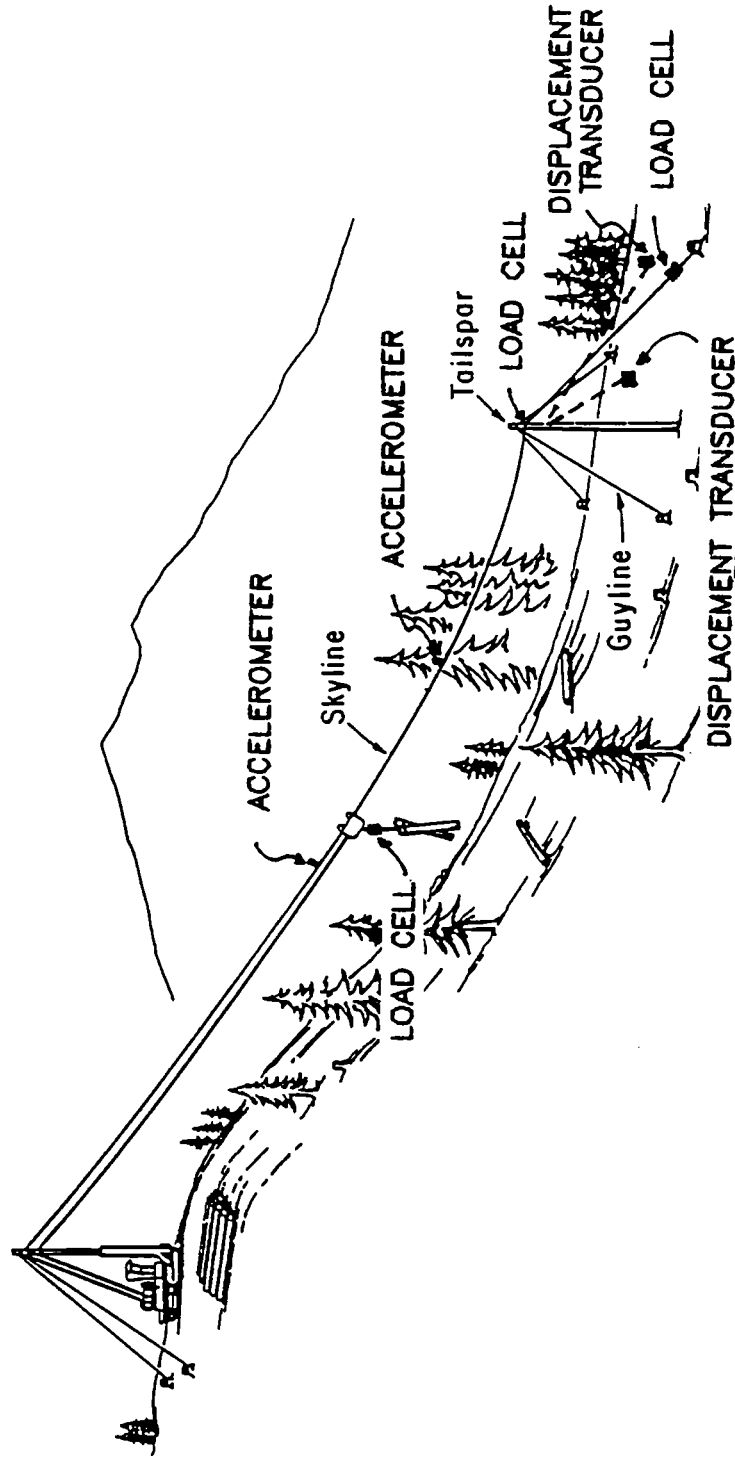 ACCELEROMETER
Skyline
LOAD CELL
ACCELEROMETER
Tailspar
LOAD CELL
DISPLACEMENT
TRANSDUCER
LOAD CELL
Guyline
DISPLACEMENT TRANSDUCER